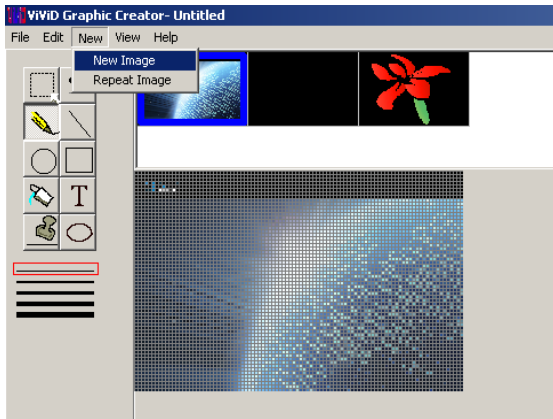 ViViD Graphic Creator- Untitled
File Edit New View Help
New Image
Repeat Image
T